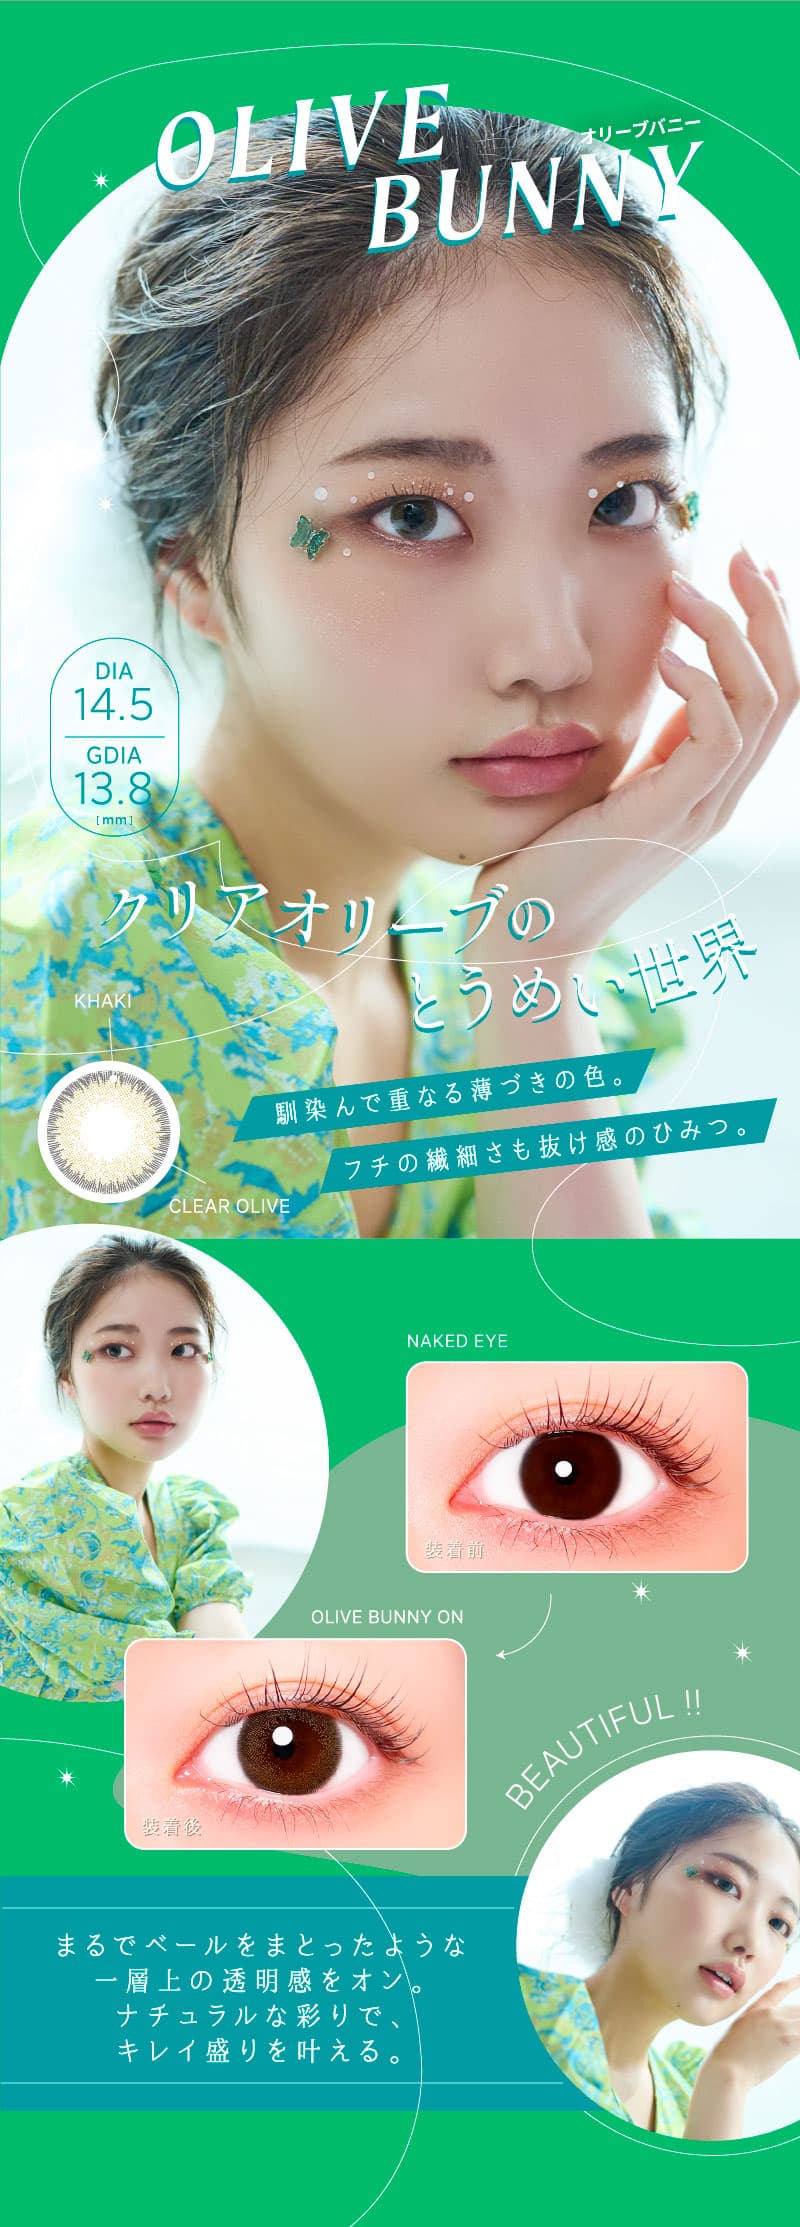 OLIVE
BUNNY
オリーブバニー
DIA
14.5
GDIA
13.8
[mm]
クリアオリーブの
とうめい世界
KHAKI
CLEAR OLIVE
馴染んで重なる薄づきの色。
フチの繊細さも抜け感のひみつ。
NAKED EYE
装着前
OLIVE BUNNY ON
装着後
BEAUTIFUL !!
まるでベールをまとったような
一層上の透明感をオン。
ナチュラルな彩りで、
キレイ盛りを叶える。